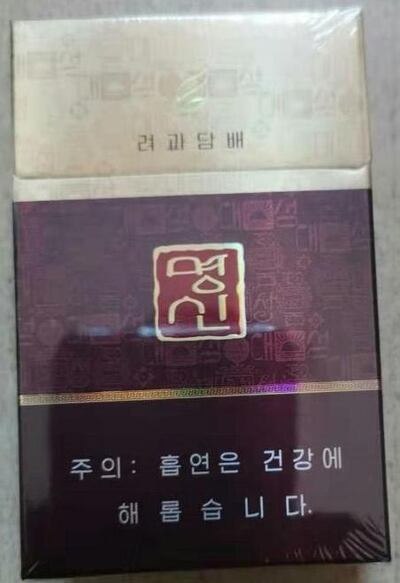 려과담배
명
신
주의: 흡연은 건강에
해롭습니다.